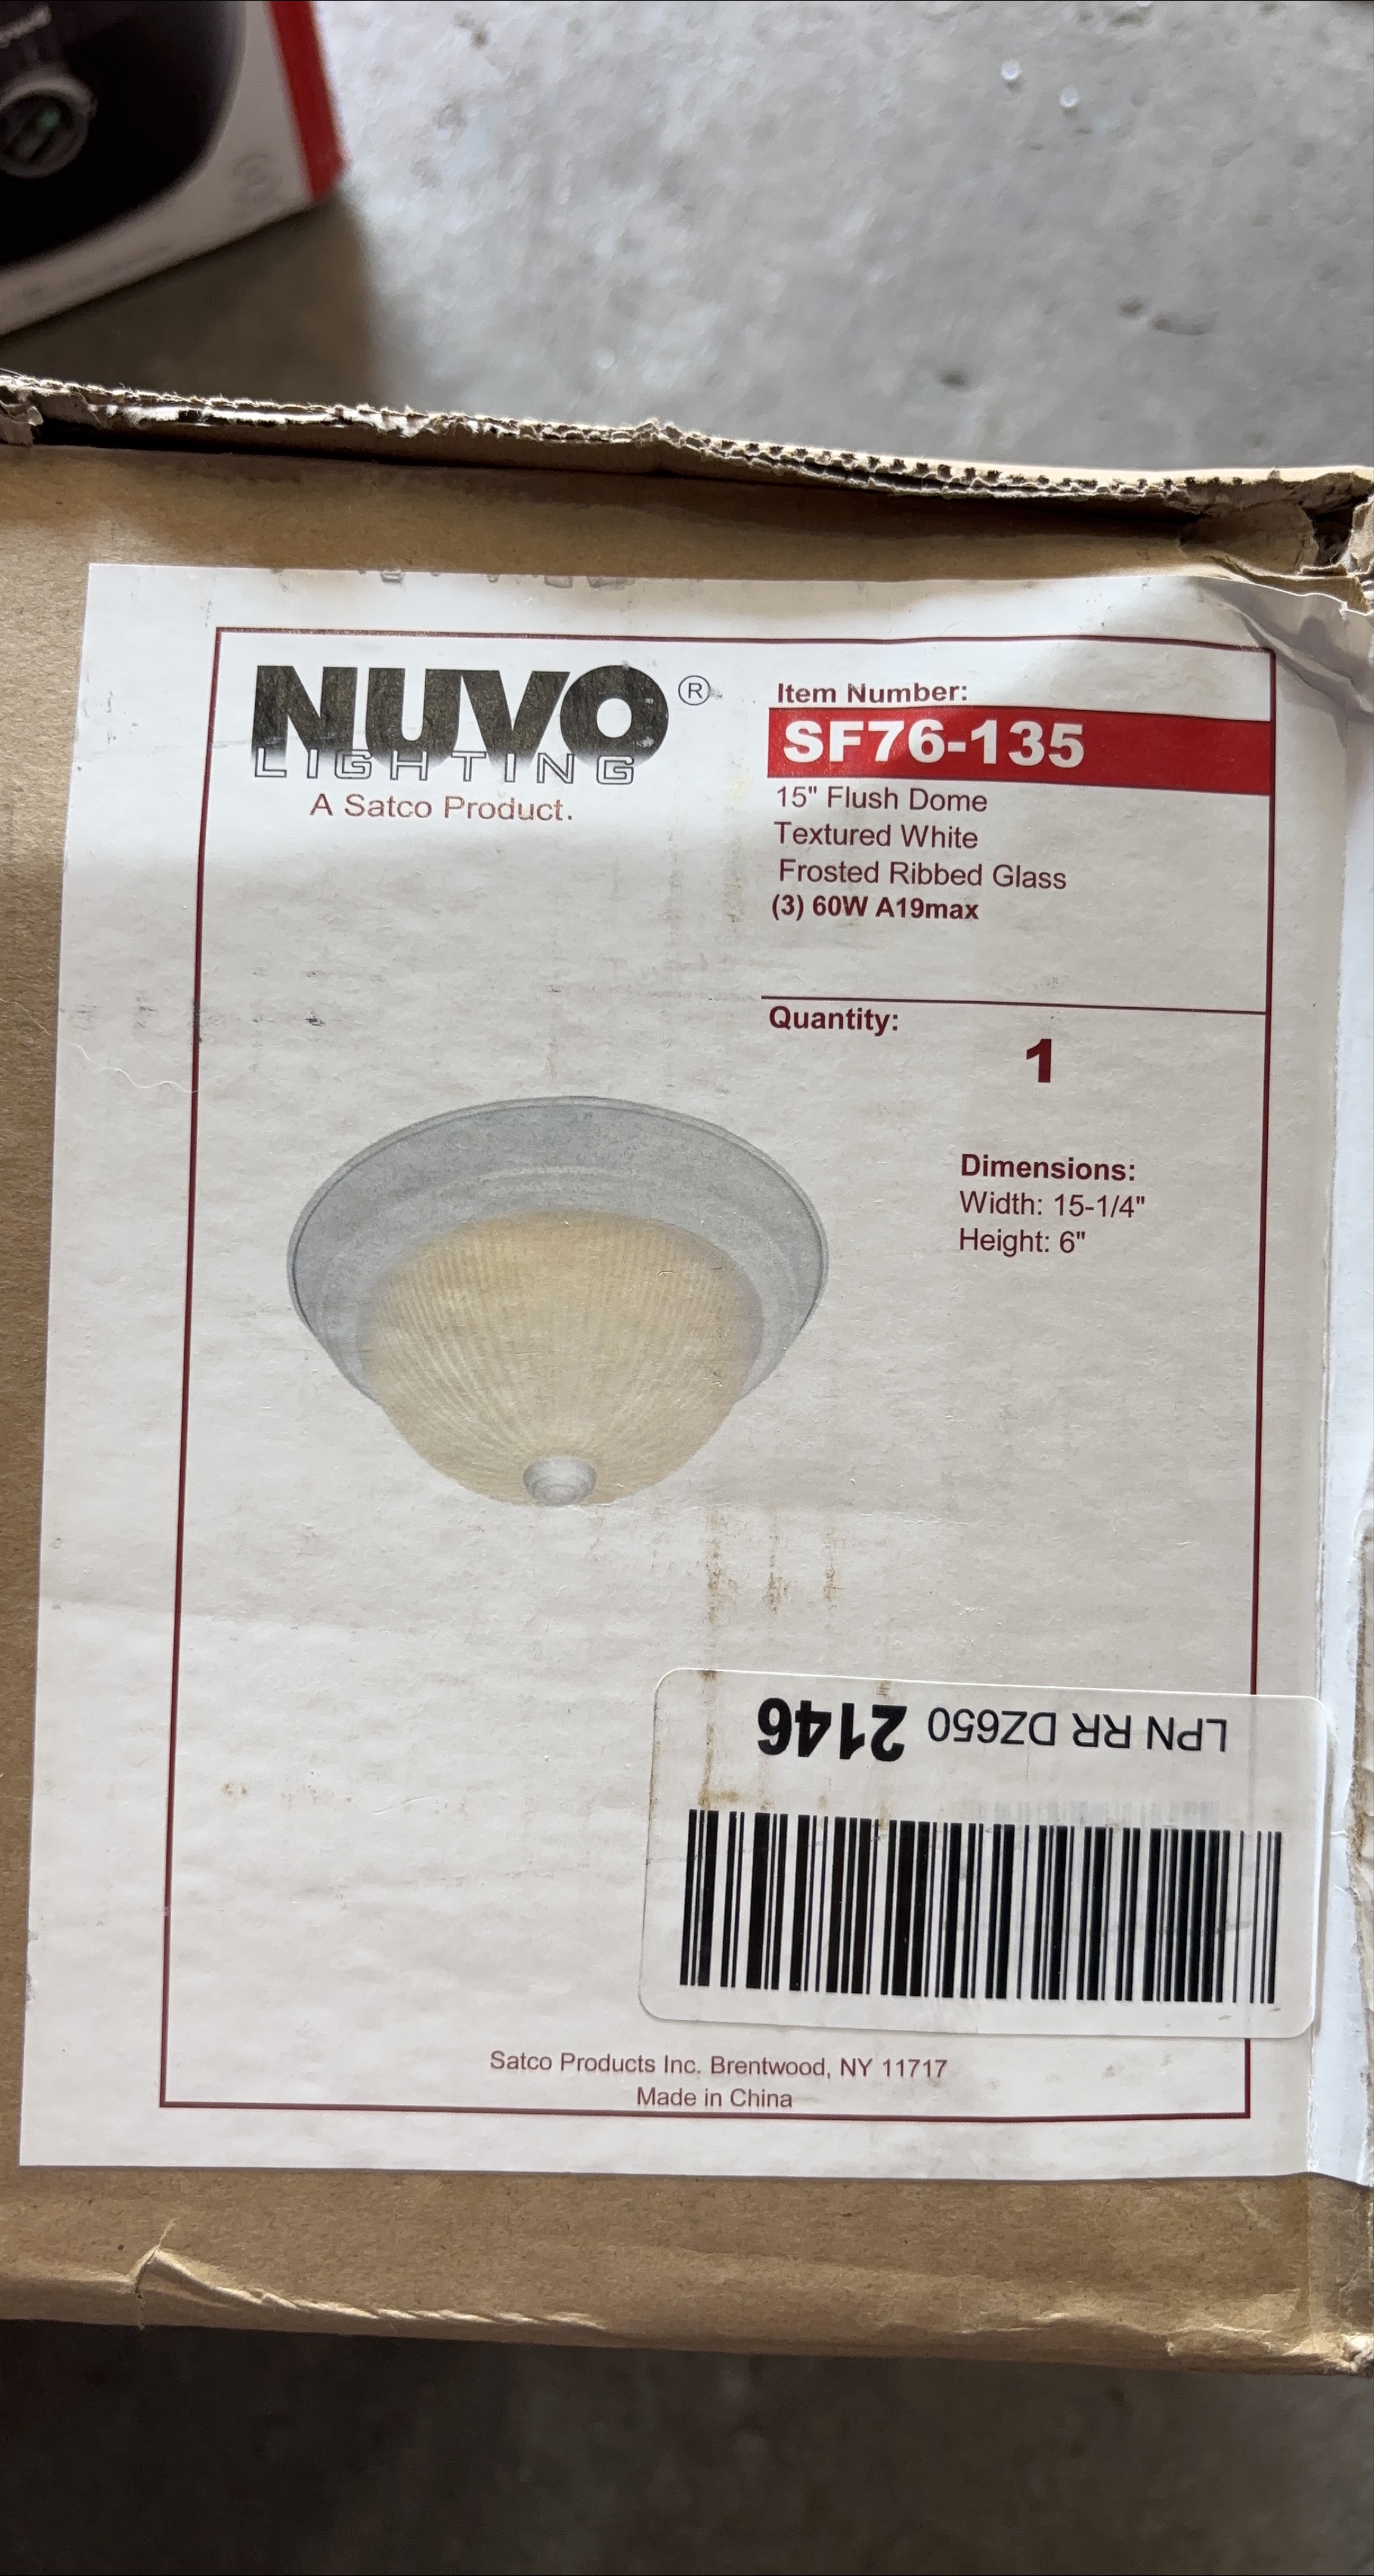 NUVO®
LIGHTING
A Satco Product.
Item Number:
SF76-135
15" Flush Dome
Textured White
Frosted Ribbed Glass
(3) 60W A19max
Quantity:
1
Dimensions:
Width: 15-1/4"
Height: 6"
LPN RR DZ650 2146
Satco Products Inc. Brentwood, NY 11717
Made in China